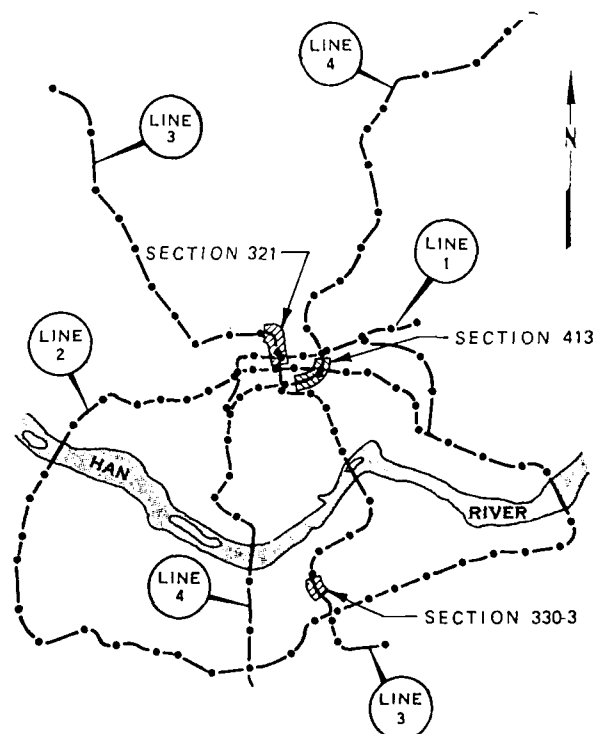 LINE
4
LINE
3
N
SECTION 321
LINE
1
LINE
2
SECTION 413
HAN
RIVER
LINE
4
SECTION 330-3
LINE
3